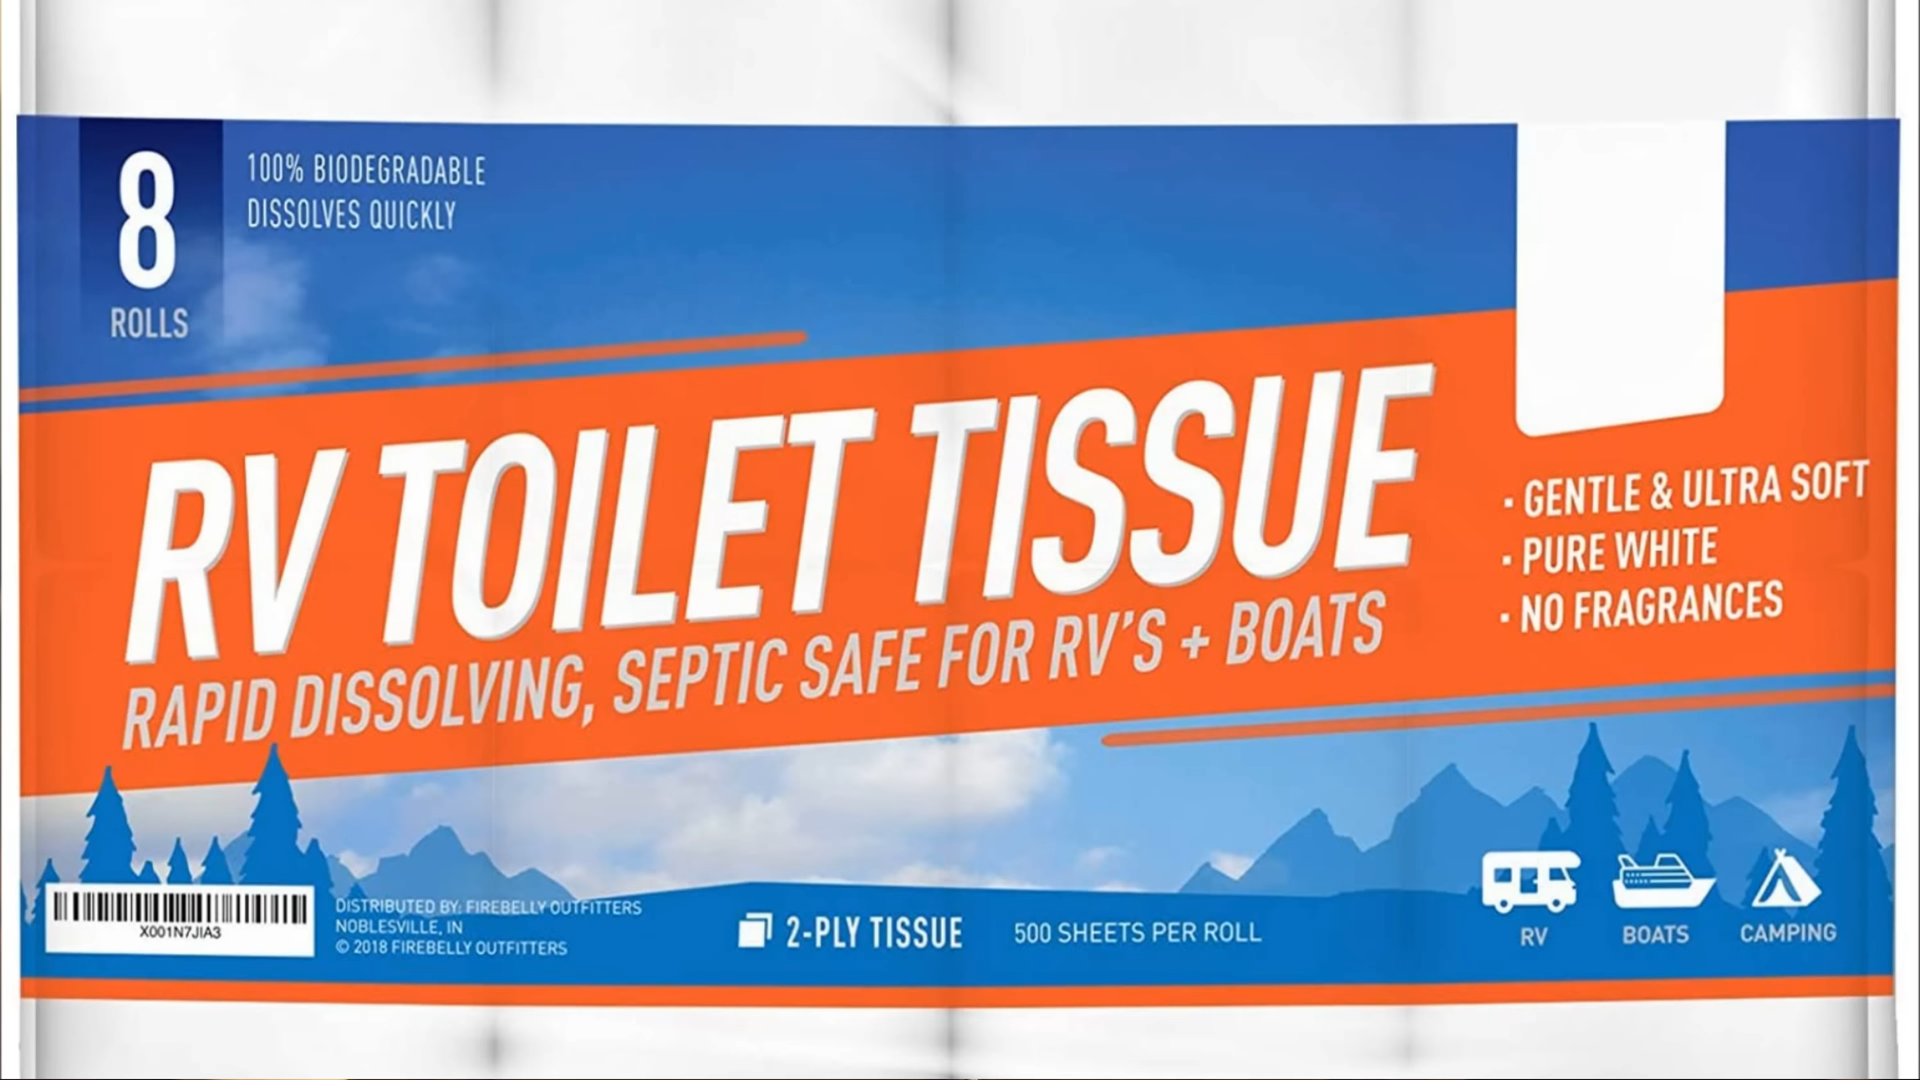 8
ROLLS
100% BIODEGRADABLE
DISSOLVES QUICKLY
RV TOILET TISSUE
RAPID DISSOLVING, SEPTIC SAFE FOR RV'S + BOATS
· GENTLE & ULTRA SOFT
· PURE WHITE
· NO FRAGRANCES
X001N7JIA3
DISTRIBUTED BY: FIREBELLY OUTFITTERS
NOBLESVILLE, IN
© 2018 FIREBELLY OUTFITTERS
2-PLY TISSUE
500 SHEETS PER ROLL
RV
BOATS
CAMPING